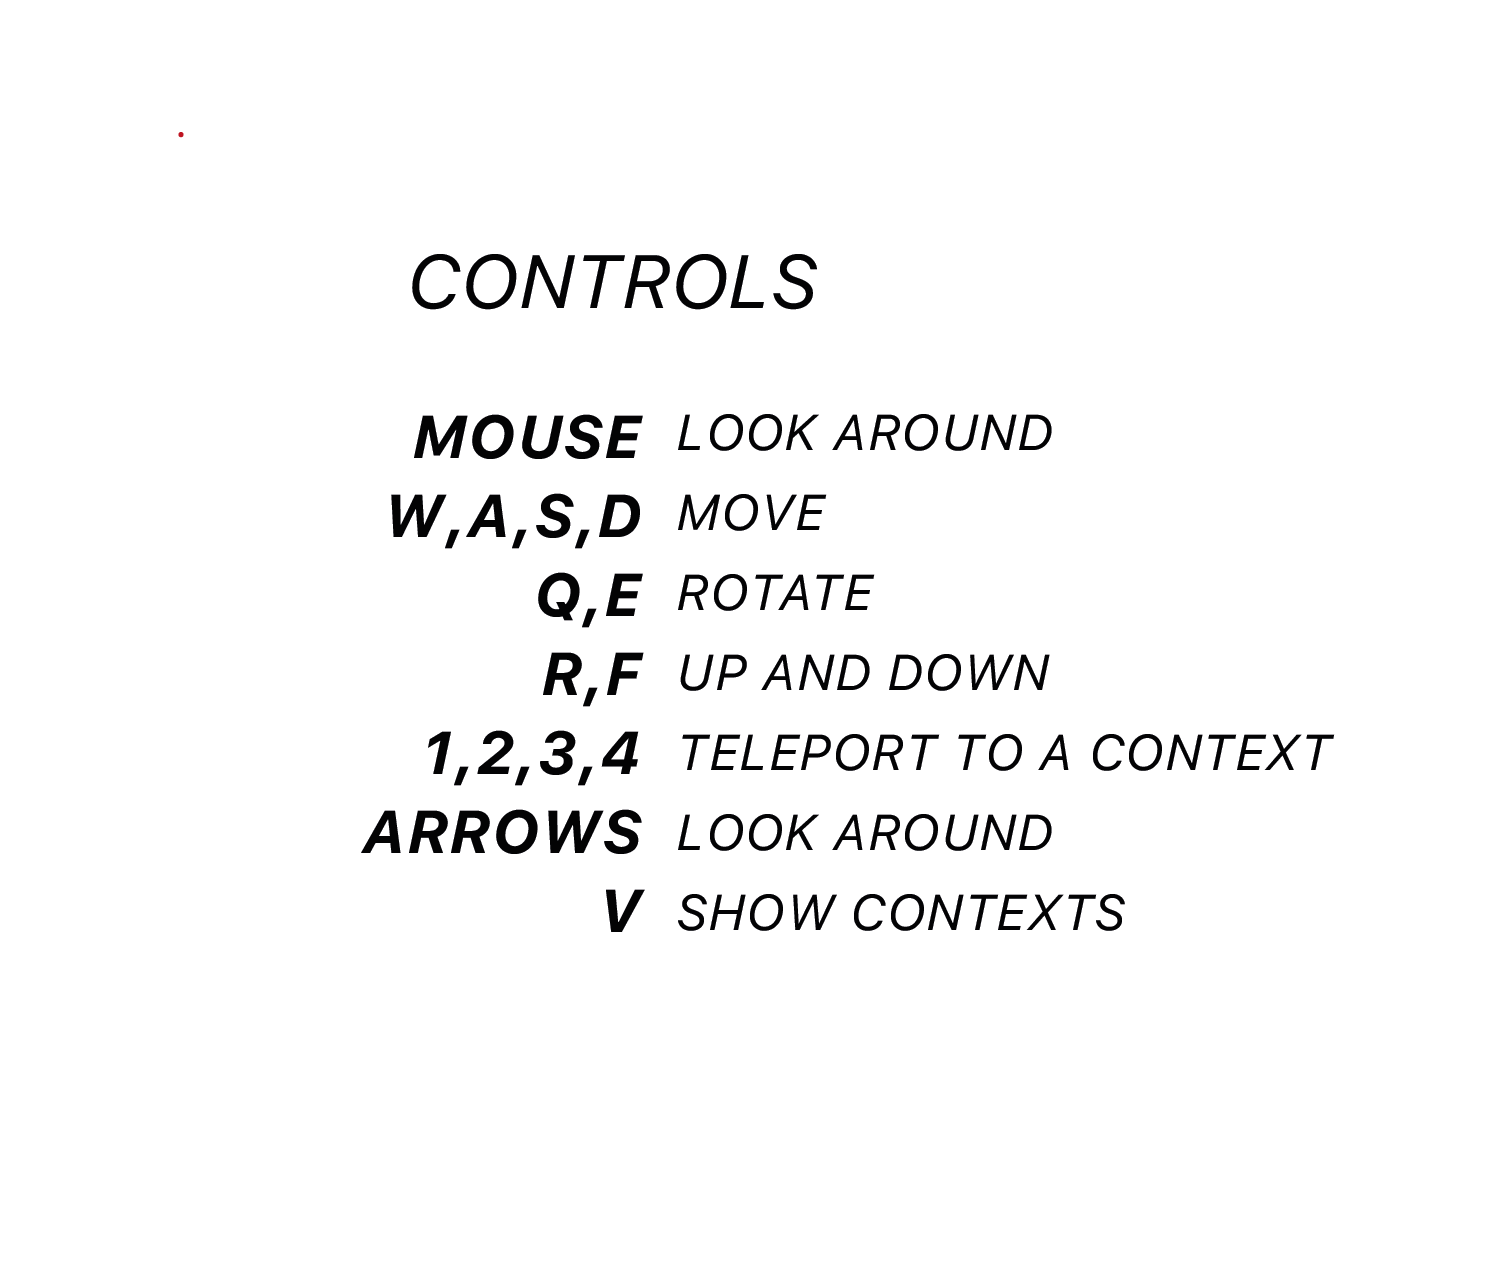 CONTROLS
MOUSE LOOK AROUND
W,A,S,D MOVE
Q,E ROTATE
R,F UP AND DOWN
1,2,3,4 TELEPORT TO A CONTEXT
ARROWS LOOK AROUND
V SHOW CONTEXTS